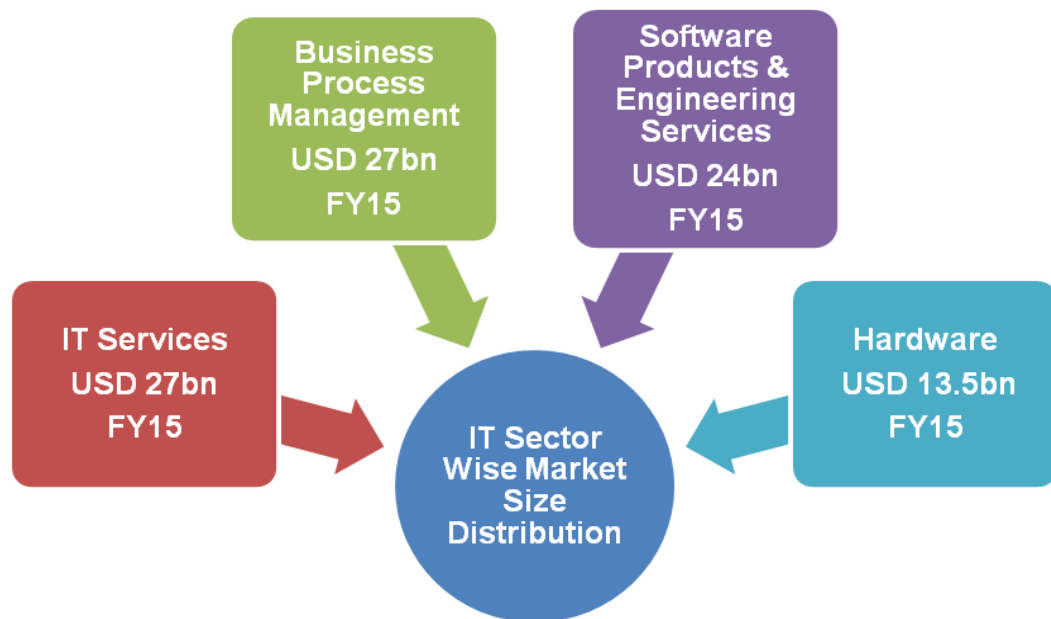 Business
Process
Management
USD 27bn
FY15
Software
Products &
Engineering
Services
USD 24bn
FY15
IT Services
USD 27bn
FY15
Hardware
USD 13.5bn
FY15
IT Sector
Wise Market
Size
Distribution